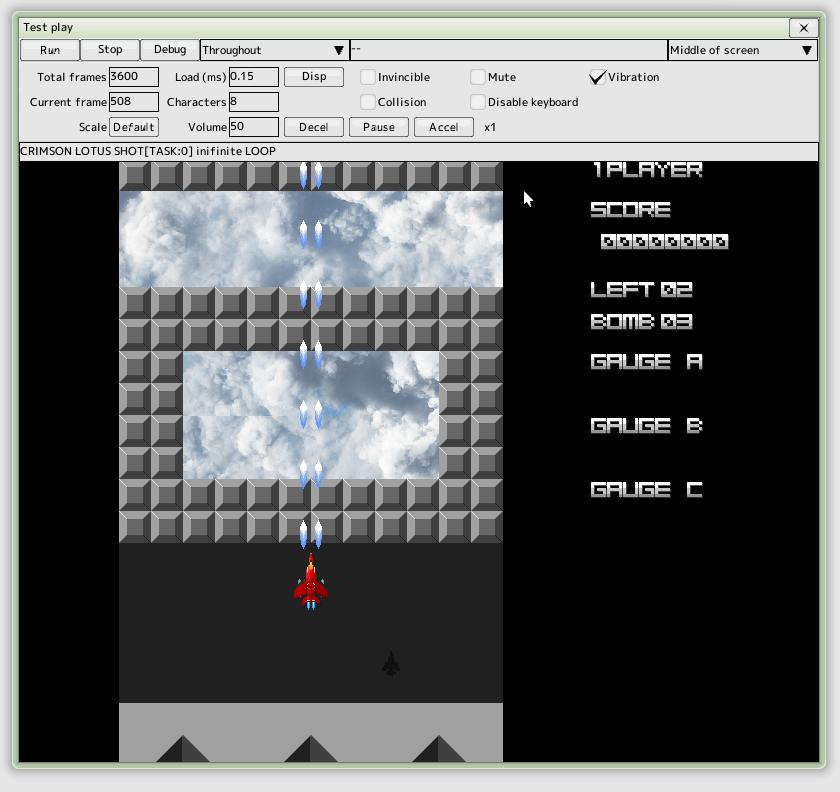 Test play
Run Stop Debug Throughout -- Middle of screen
Total frames 3600 Load (ms) 0.15 Disp Invincible Mute Vibration
Current frame 508 Characters 8 Collision Disable keyboard
Scale Default Volume 50 Decel Pause Accel x1
CRIMSON LOTUS SHOT[TASK:0] inifinite LOOP
1PLAYER
SCORE
00000000
LEFT 02
BOMB 03
GAUGE A
GAUGE B
GAUGE C